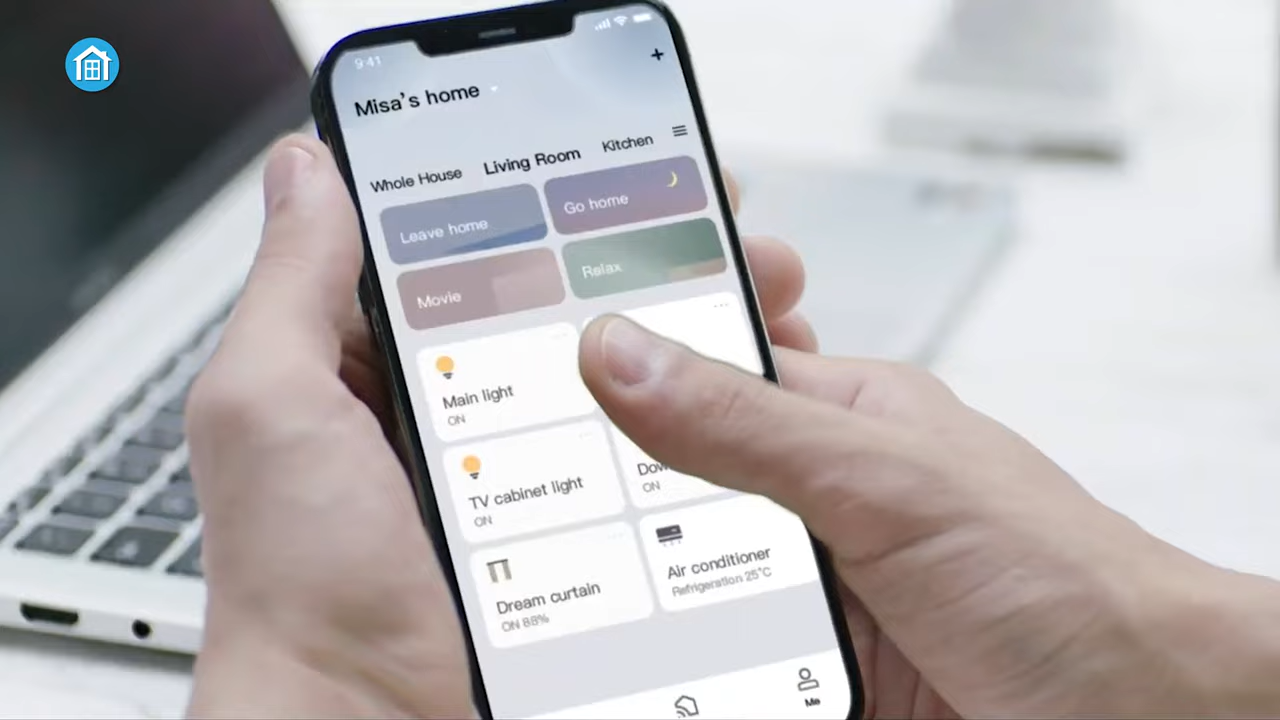 9:41
Misa's home
Whole House
Living Room
Kitchen
Leave home
Go home
Movie
Relax
Main light
ON
TV cabinet light
ON
ON
Dream curtain
ON 88%
Air conditioner
Refrigeration 25°C
Me